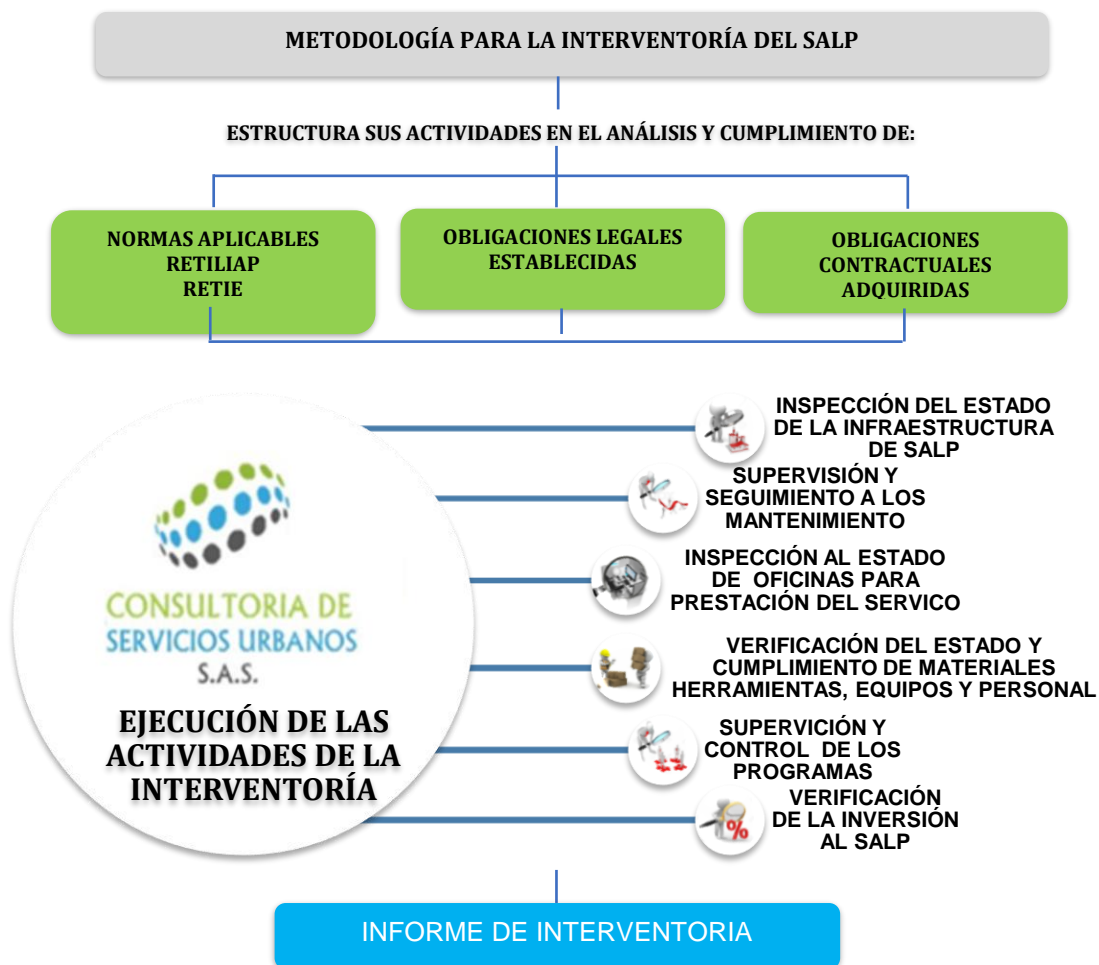 METODOLOGÍA PARA LA INTERVENTORÍA DEL SALP
ESTRUCTURA SUS ACTIVIDADES EN EL ANÁLISIS Y CUMPLIMIENTO DE:
NORMAS APLICABLES
RETILIAP
RETIE
OBLIGACIONES LEGALES
ESTABLECIDAS
OBLIGACIONES
CONTRACTUALES
ADQUIRIDAS
CONSULTORIA DE
SERVICIOS URBANOS
S.A.S.
EJECUCIÓN DE LAS
ACTIVIDADES DE LA
INTERVENTORÍA
INSPECCIÓN DEL ESTADO
DE LA INFRAESTRUCTURA
DE SALP
SUPERVISIÓN Y
SEGUIMIENTO A LOS
MANTENIMIENTO
INSPECCIÓN AL ESTADO
DE OFICINAS PARA
PRESTACIÓN DEL SERVICO
VERIFICACIÓN DEL ESTADO Y
CUMPLIMIENTO DE MATERIALES
HERRAMIENTAS, EQUIPOS Y PERSONAL
SUPERVICIÓN Y
CONTROL DE LOS
PROGRAMAS
%
VERIFICACIÓN
DE LA INVERSIÓN
AL SALP
INFORME DE INTERVENTORIA